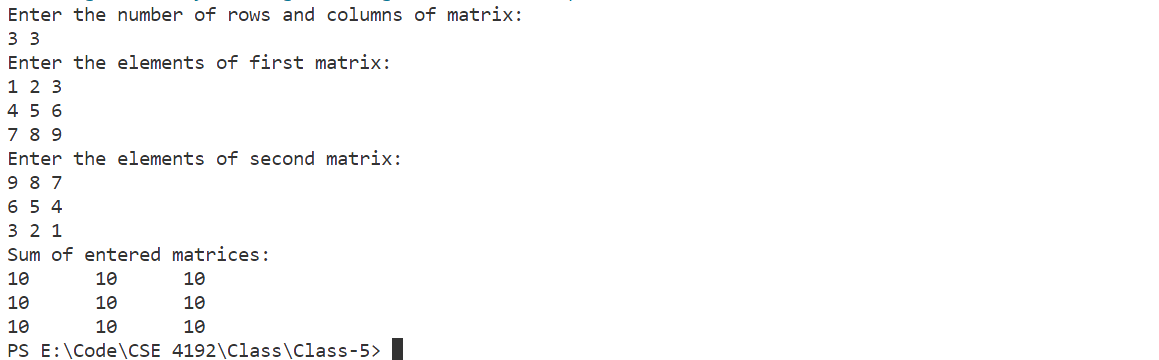 Enter the number of rows and columns of matrix:
3 3
Enter the elements of first matrix:
1 2 3
4 5 6
7 8 9
Enter the elements of second matrix:
9 8 7
6 5 4
3 2 1
Sum of entered matrices:
10      10      10
10      10      10
10      10      10
PS E:\Code\CSE 4192\Class\Class-5>